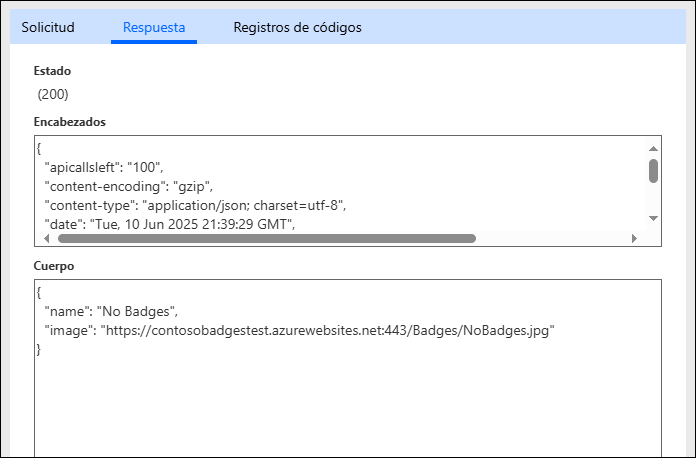 Solicitud Respuesta Registros de códigos
Estado
(200)
Encabezados
{
"apicallsleft": "100",
"content-encoding": "gzip",
"content-type": "application/json; charset=utf-8",
"date": "Tue, 10 Jun 2025 21:39:29 GMT",
Cuerpo
{
"name": "No Badges",
"image": "https://contosobadgestest.azurewebsites.net:443/Badges/NoBadges.jpg"
}